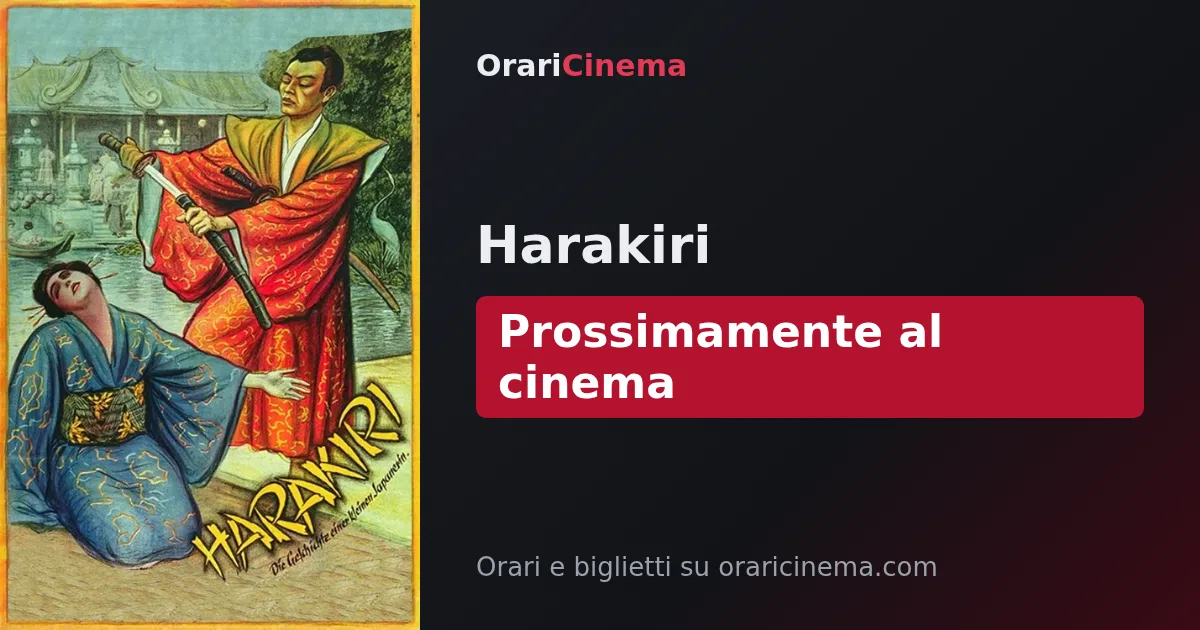 HARAKIRI
Die Geschichte einer kleinen Japanerin.
OrariCinema
Harakiri
Prossimamente al
cinema
Orari e biglietti su oraricinema.com